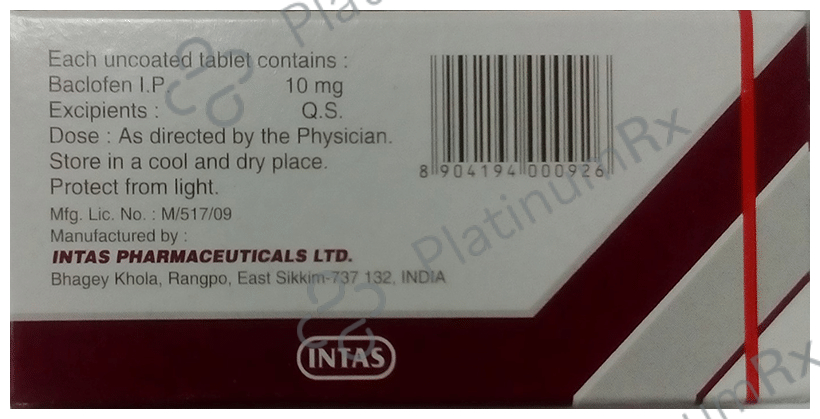 Each uncoated tablet contains :
Baclofen I.P. 10 mg
Excipients : Q.S.
Dose : As directed by the Physician.
Store in a cool and dry place.
Protect from light.
Mfg. Lic. No. : M/517/09
Manufactured by :
INTAS PHARMACEUTICALS LTD.
Bhagey Khola, Rangpo, East Sikkim-737 132, INDIA
8 904194 000926
INTAS
PlatinumRx
PlatinumRx